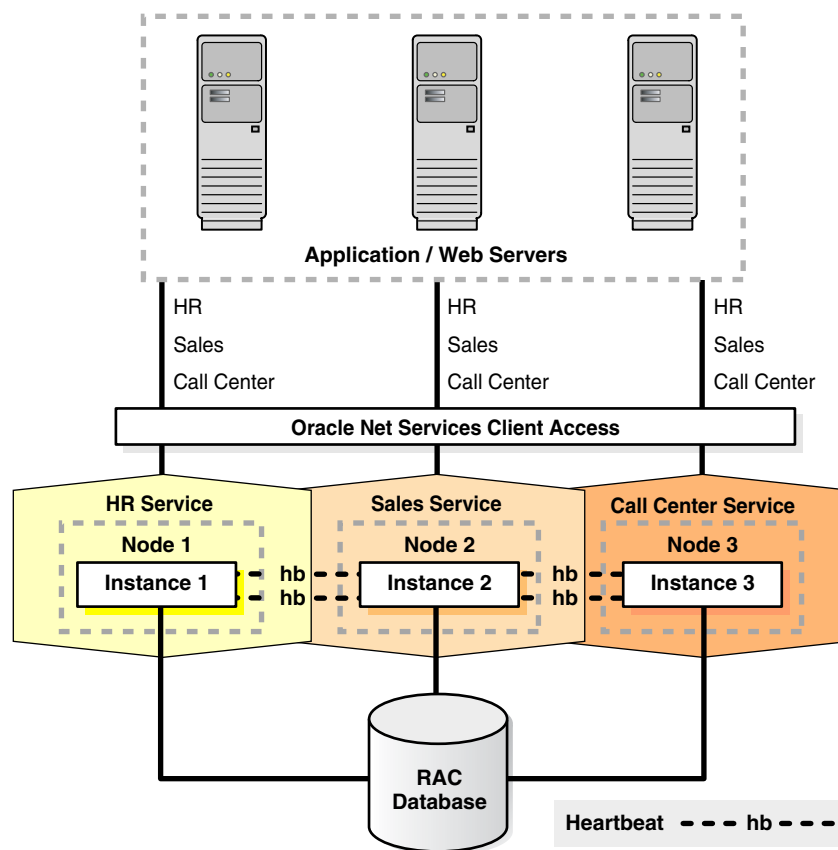 Application / Web Servers
HR
Sales
Call Center
HR
Sales
Call Center
HR
Sales
Call Center
Oracle Net Services Client Access
HR Service
Node 1
Instance 1
Sales Service
Node 2
Instance 2
Call Center Service
Node 3
Instance 3
hb
hb
hb
hb
RAC
Database
Heartbeat hb